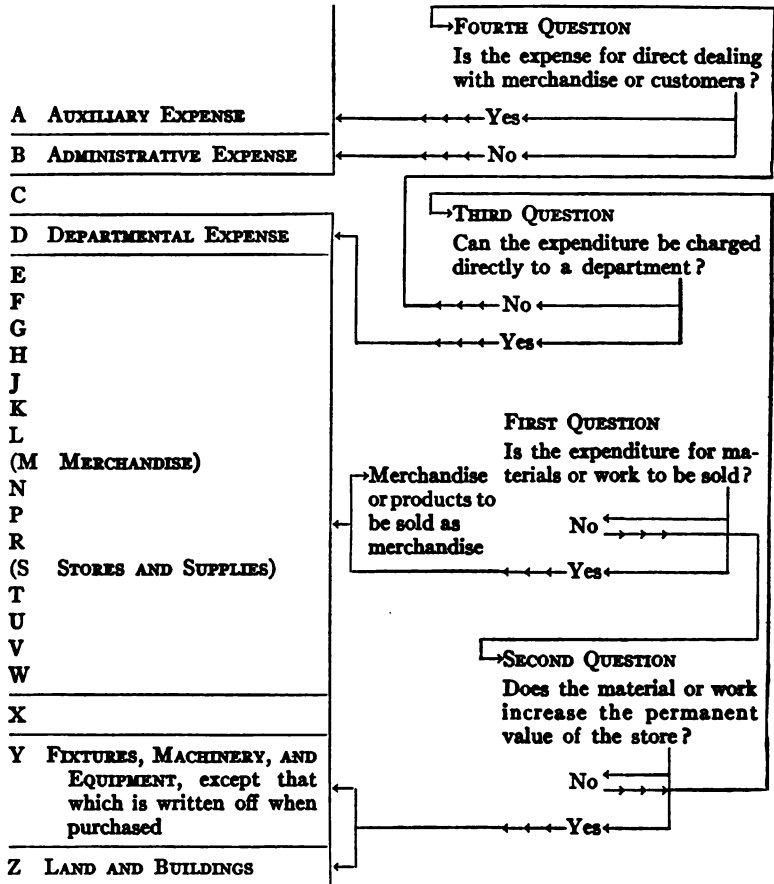 FOURTH QUESTION
Is the expense for direct dealing
with merchandise or customers?
A AUXILIARY EXPENSE
Yes
B ADMINISTRATIVE EXPENSE
No
C
THIRD QUESTION
D DEPARTMENTAL EXPENSE
Can the expenditure be charged
directly to a department?
E
F
No
G
Yes
H
J
K
FIRST QUESTION
L
Is the expenditure for ma-
terials or work to be sold?
(M MERCHANDISE)
Merchandise
or products to
be sold as
merchandise
N
P
No
R
(S STORES AND SUPPLIES)
Yes
T
U
V
W
SECOND QUESTION
Does the material or work
increase the permanent
value of the store?
X
Y FIXTURES, MACHINERY, AND
EQUIPMENT, except that
which is written off when
purchased
No
Yes
Z LAND AND BUILDINGS